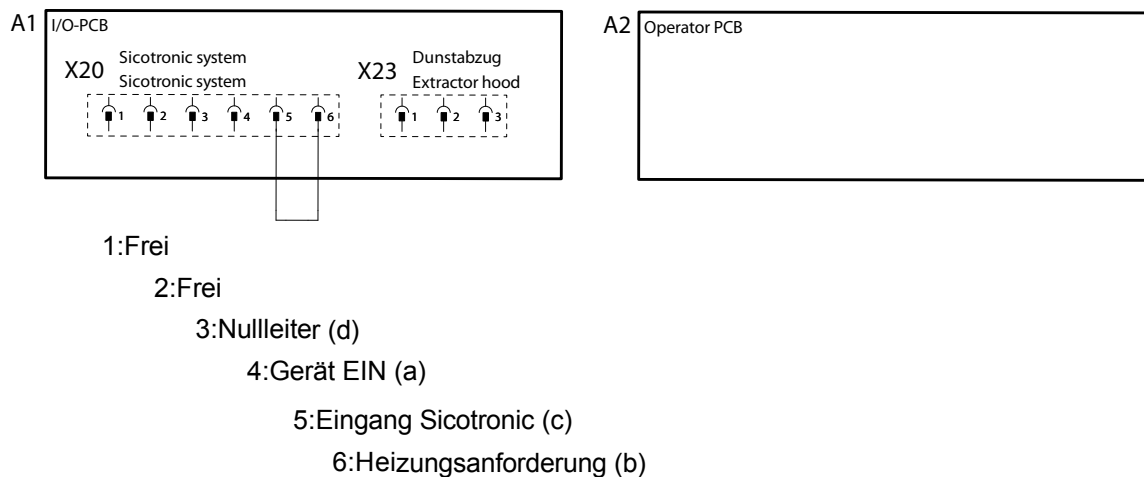 A1 I/O-PCB
X20 Sicotronic system
Sicotronic system
1 2 3 4 5 6
X23 Dunstabzug
Extractor hood
1 2 3
A2 Operator PCB
1:Frei
2:Frei
3:Nullleiter (d)
4:Gerät EIN (a)
5:Eingang Sicotronic (c)
6:Heizungsanforderung (b)